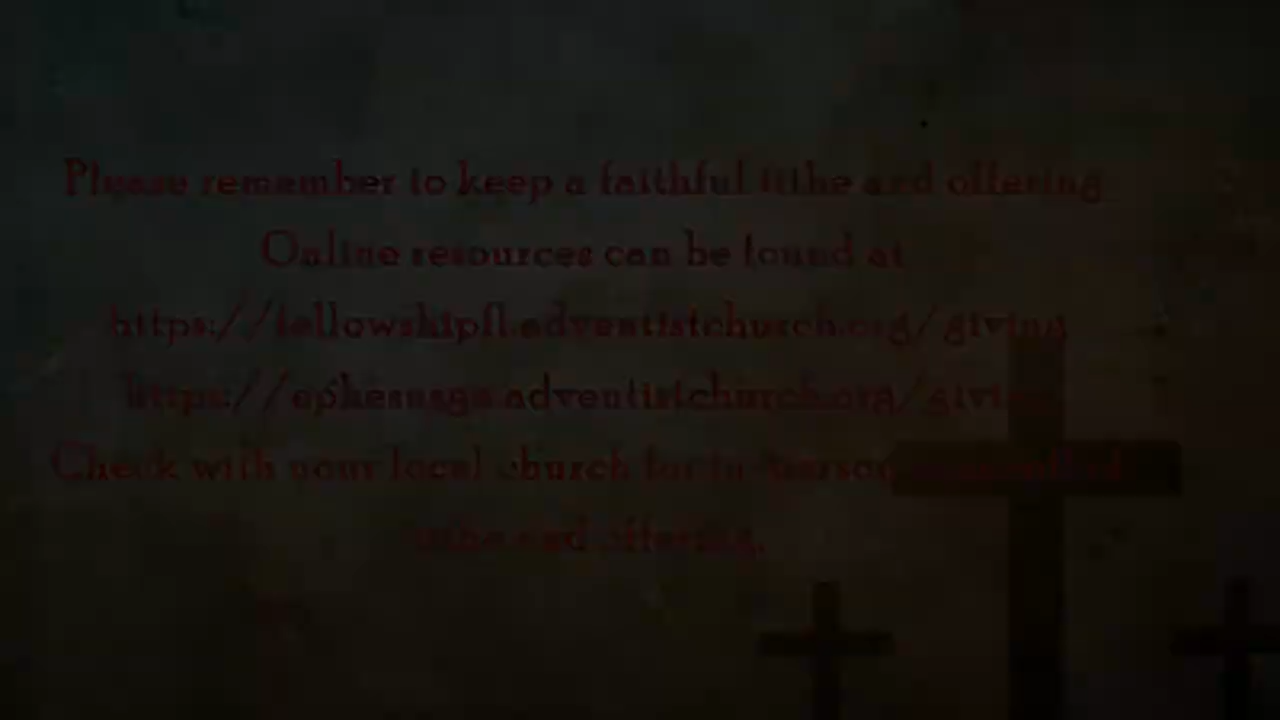 Please remember to keep a faithful tithe and offering
Online resources can be found at
https://fellowshipfl.adventistchurch.org/giving
https://ephesusga.adventistchurch.org/giving
Check with your local church for in-person
tithe and offering.